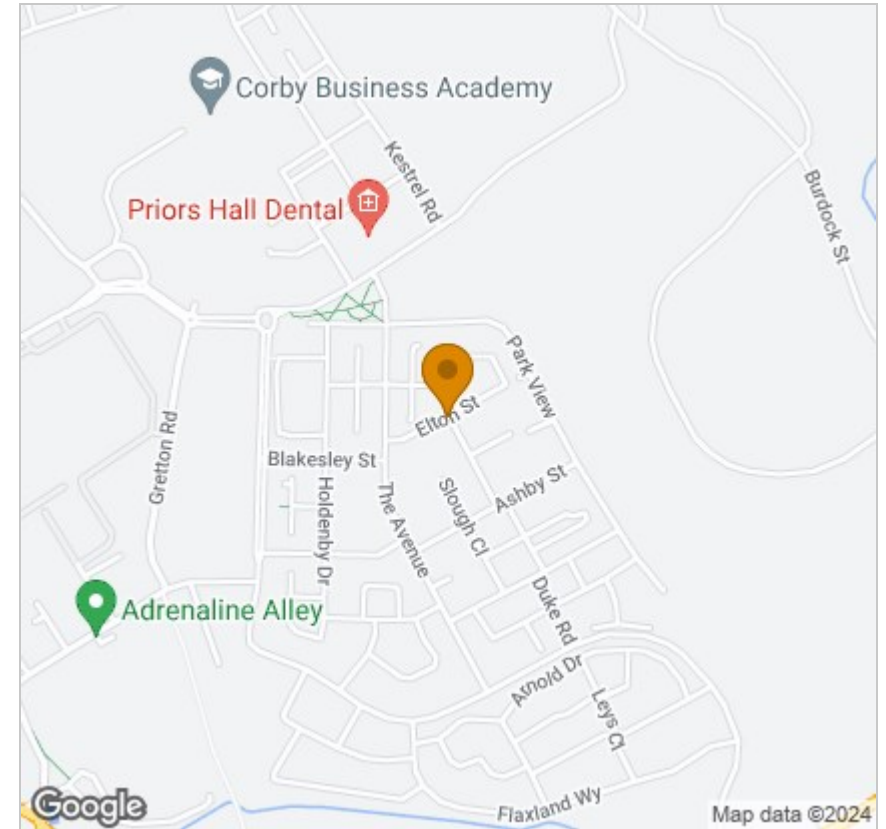 Corby Business Academy
Kestrel Rd
Priors Hall Dental
Burdock St
Park View
Elton St
Gretton Rd
Blakesley St
Holdenby Dr
The Avenue
Slough Cl
Ashby St
Adrenaline Alley
Duke Rd
Arnold Dr
Leys Cl
Flaxland Wy
Google
Map data ©2024